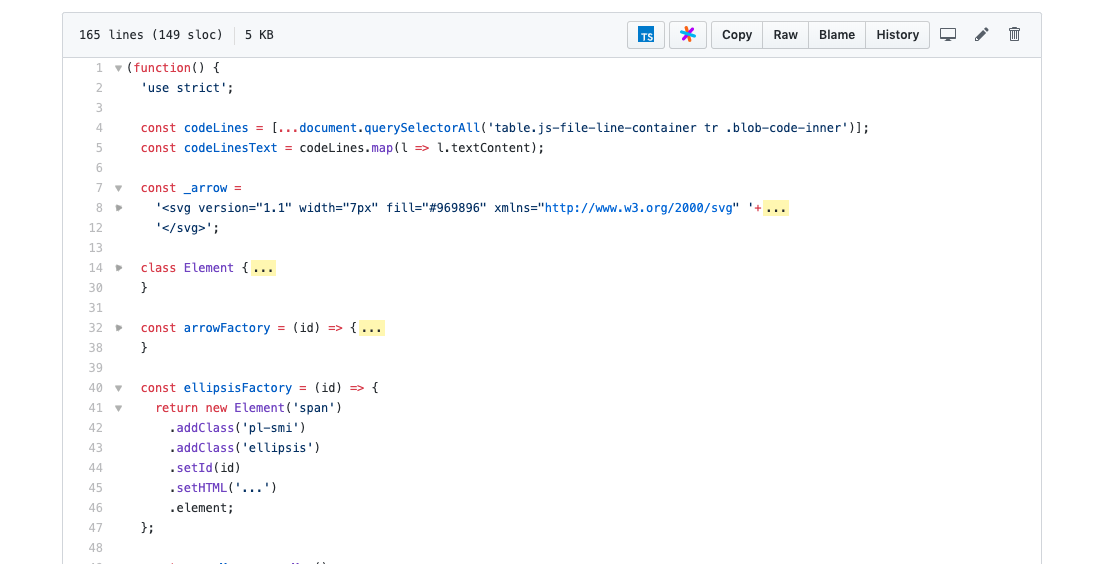 165 lines (149 sloc) 5 KB TS Copy Raw Blame History
1 (function() {
2 'use strict';
3
4 const codeLines = [...document.querySelectorAll('table.js-file-line-container tr .blob-code-inner')];
5 const codeLinesText = codeLines.map(l => l.textContent);
6
7 const _arrow =
8 '<svg version="1.1" width="7px" fill="#969896" xmlns="http://www.w3.org/2000/svg" '+ ...
12 '</svg>';
13
14 class Element { ...
30 }
31
32 const arrowFactory = (id) => { ...
38 }
39
40 const ellipsisFactory = (id) => {
41 return new Element('span')
42 .addClass('pl-smi')
43 .addClass('ellipsis')
44 .setId(id)
45 .setHTML('...')
46 .element;
47 };
48